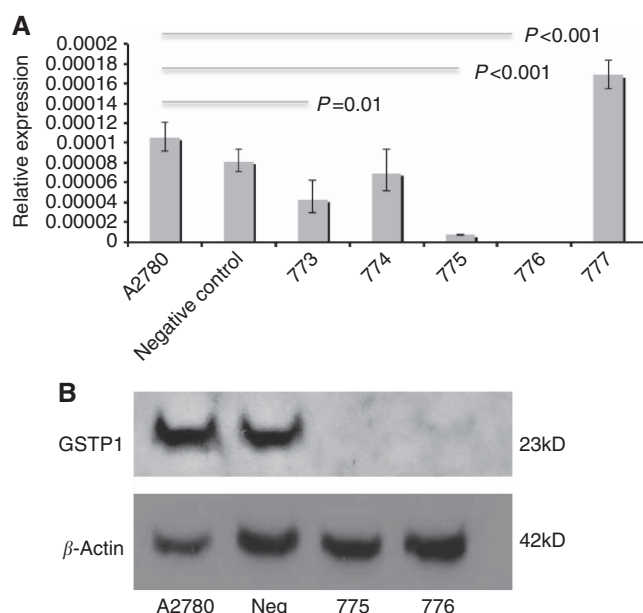 A
Relative expression
0.0002
0.00018
0.00016
0.00014
0.00012
0.0001
0.00008
0.00006
0.00004
0.00002
0
P<0.001
P<0.001
P=0.01
A2780
Negative control
773
774
775
776
777
B
GSTP1
23kD
β-Actin
42kD
A2780
Neg
775
776